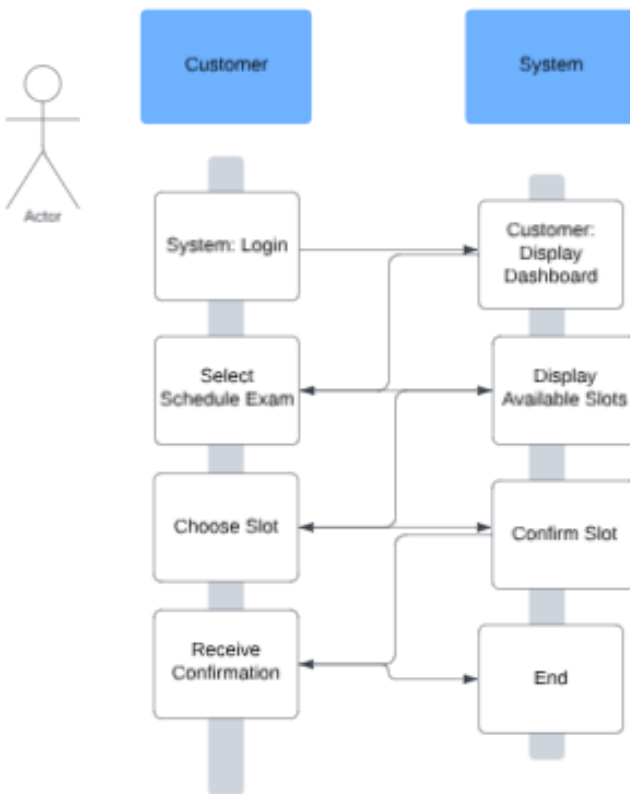 Customer
System
Actor
System: Login
Customer:
Display
Dashboard
Select
Schedule Exam
Display
Available Slots
Choose Slot
Confirm Slot
Receive
Confirmation
End